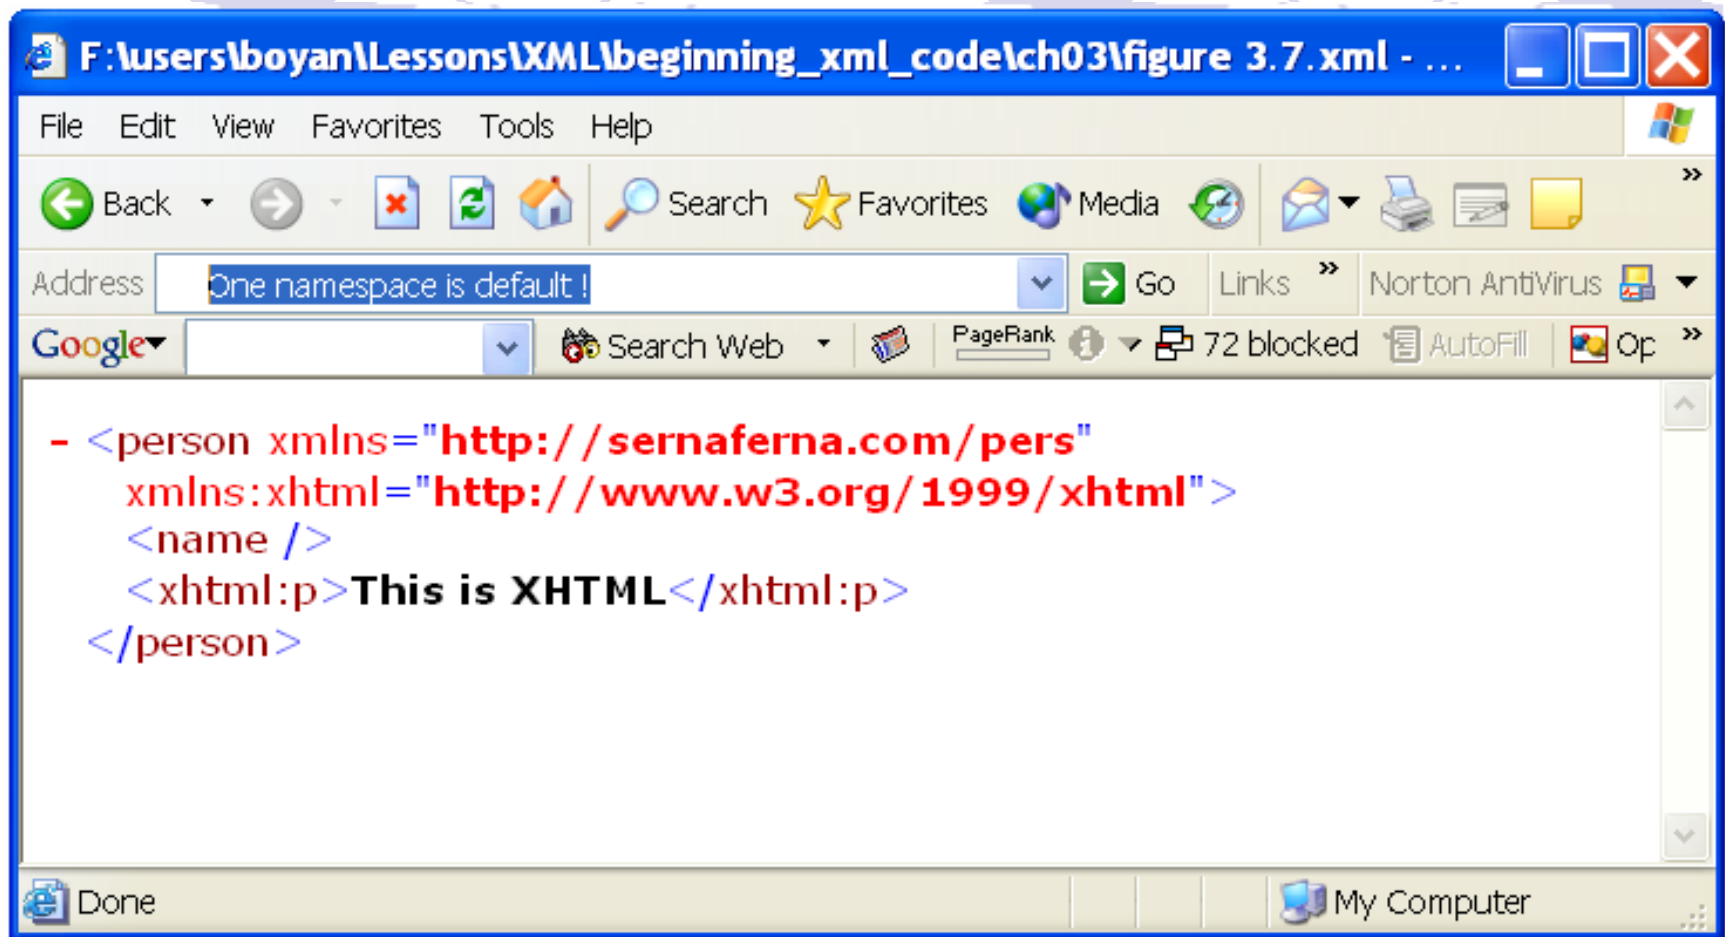 F:\users\boyan\Lessons\XML\beginning_xml_code\ch03\figure 3.7.xml - ...
File Edit View Favorites Tools Help
Back Search Favorites Media »
Address One namespace is default ! Go Links » Norton AntiVirus
Google Search Web PageRank 72 blocked AutoFill Op »
- <person xmlns="http://sernaferna.com/pers"
xmlns:xhtml="http://www.w3.org/1999/xhtml">
<name />
<xhtml:p>This is XHTML</xhtml:p>
</person>
Done My Computer